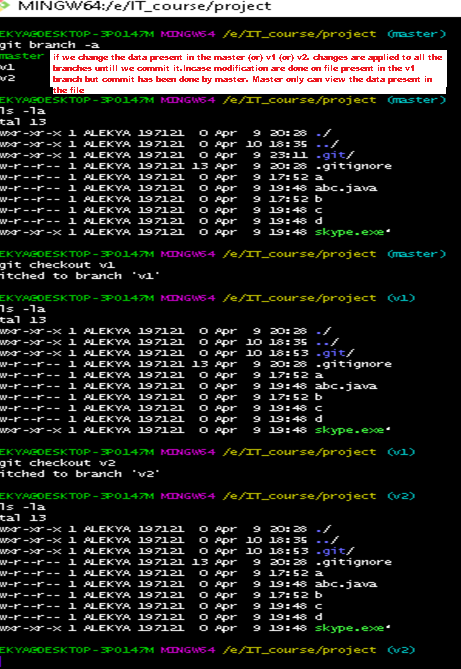 MINGW64:/e/IT_course/project
EKYA@DESKTOP-3P0147M MINGW64 /e/IT_course/project (master)
git branch -a
master
v1
v2
if we change the data present in the master (or) v1 (or) v2. changes are applied to all the
branches untill we commit it.Incase modification are done on file present in the v1
branch but commit has been done by master. Master only can view the data present in
the file
EKYA@DESKTOP-3P0147M MINGW64 /e/IT_course/project (master)
ls -la
tal 13
wxr-xr-x 1 ALEKYA 197121 0 Apr 9 20:28 ./
wxr-xr-x 1 ALEKYA 197121 0 Apr 10 18:35 ../
wxr-xr-x 1 ALEKYA 197121 0 Apr 9 23:11 .git/
w-r--r-- 1 ALEKYA 197121 13 Apr 9 20:28 .gitignore
w-r--r-- 1 ALEKYA 197121 0 Apr 9 17:52 a
w-r--r-- 1 ALEKYA 197121 0 Apr 9 19:48 abc.java
w-r--r-- 1 ALEKYA 197121 0 Apr 9 17:52 b
w-r--r-- 1 ALEKYA 197121 0 Apr 9 19:48 c
w-r--r-- 1 ALEKYA 197121 0 Apr 9 19:48 d
wxr-xr-x 1 ALEKYA 197121 0 Apr 9 19:48 skype.exe*
EKYA@DESKTOP-3P0147M MINGW64 /e/IT_course/project (master)
git checkout v1
itched to branch 'v1'
EKYA@DESKTOP-3P0147M MINGW64 /e/IT_course/project (v1)
ls -la
tal 13
wxr-xr-x 1 ALEKYA 197121 0 Apr 9 20:28 ./
wxr-xr-x 1 ALEKYA 197121 0 Apr 10 18:35 ../
wxr-xr-x 1 ALEKYA 197121 0 Apr 10 18:53 .git/
w-r--r-- 1 ALEKYA 197121 13 Apr 9 20:28 .gitignore
w-r--r-- 1 ALEKYA 197121 0 Apr 9 17:52 a
w-r--r-- 1 ALEKYA 197121 0 Apr 9 19:48 abc.java
w-r--r-- 1 ALEKYA 197121 0 Apr 9 17:52 b
w-r--r-- 1 ALEKYA 197121 0 Apr 9 19:48 c
w-r--r-- 1 ALEKYA 197121 0 Apr 9 19:48 d
wxr-xr-x 1 ALEKYA 197121 0 Apr 9 19:48 skype.exe*
EKYA@DESKTOP-3P0147M MINGW64 /e/IT_course/project (v1)
git checkout v2
itched to branch 'v2'
EKYA@DESKTOP-3P0147M MINGW64 /e/IT_course/project (v2)
ls -la
tal 13
wxr-xr-x 1 ALEKYA 197121 0 Apr 9 20:28 ./
wxr-xr-x 1 ALEKYA 197121 0 Apr 10 18:35 ../
wxr-xr-x 1 ALEKYA 197121 0 Apr 10 18:53 .git/
w-r--r-- 1 ALEKYA 197121 13 Apr 9 20:28 .gitignore
w-r--r-- 1 ALEKYA 197121 0 Apr 9 17:52 a
w-r--r-- 1 ALEKYA 197121 0 Apr 9 19:48 abc.java
w-r--r-- 1 ALEKYA 197121 0 Apr 9 17:52 b
w-r--r-- 1 ALEKYA 197121 0 Apr 9 19:48 c
w-r--r-- 1 ALEKYA 197121 0 Apr 9 19:48 d
wxr-xr-x 1 ALEKYA 197121 0 Apr 9 19:48 skype.exe*
EKYA@DESKTOP-3P0147M MINGW64 /e/IT_course/project (v2)